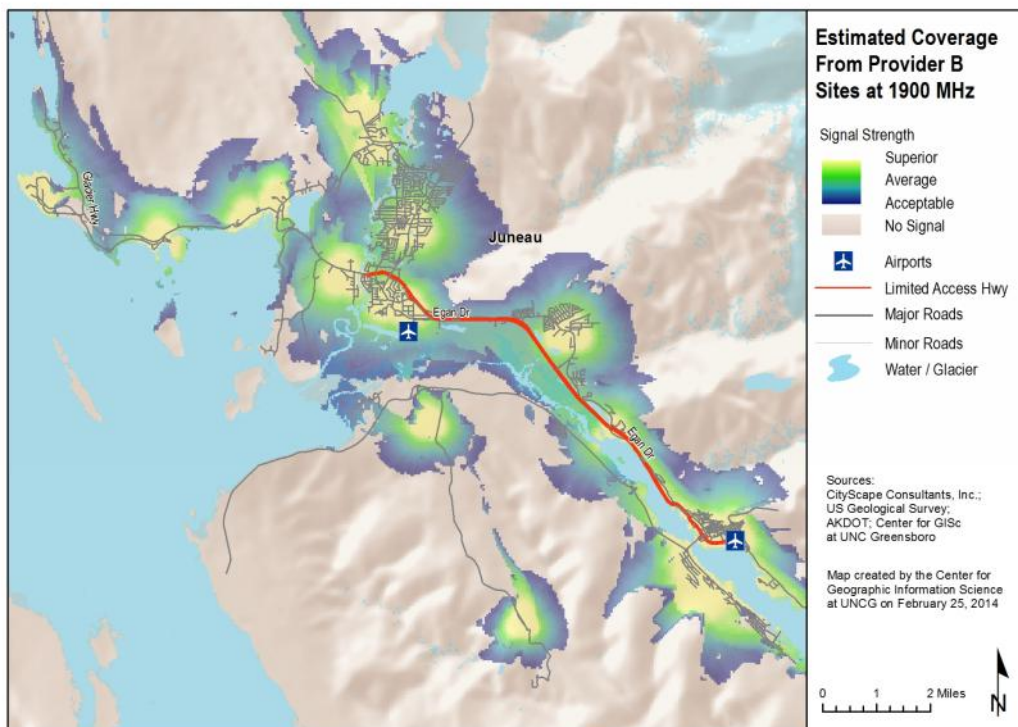 Estimated Coverage
From Provider B
Sites at 1900 MHz
Signal Strength
Superior
Average
Acceptable
No Signal
Airports
Limited Access Hwy
Major Roads
Minor Roads
Water / Glacier
Sources:
CityScape Consultants, Inc.;
US Geological Survey;
AKDOT; Center for GISc
at UNC Greensboro
Map created by the Center for
Geographic Information Science
at UNCG on February 25, 2014
0 1 2 Miles
N
Glacier Hwy
Juneau
Egan Dr
Egan Dr